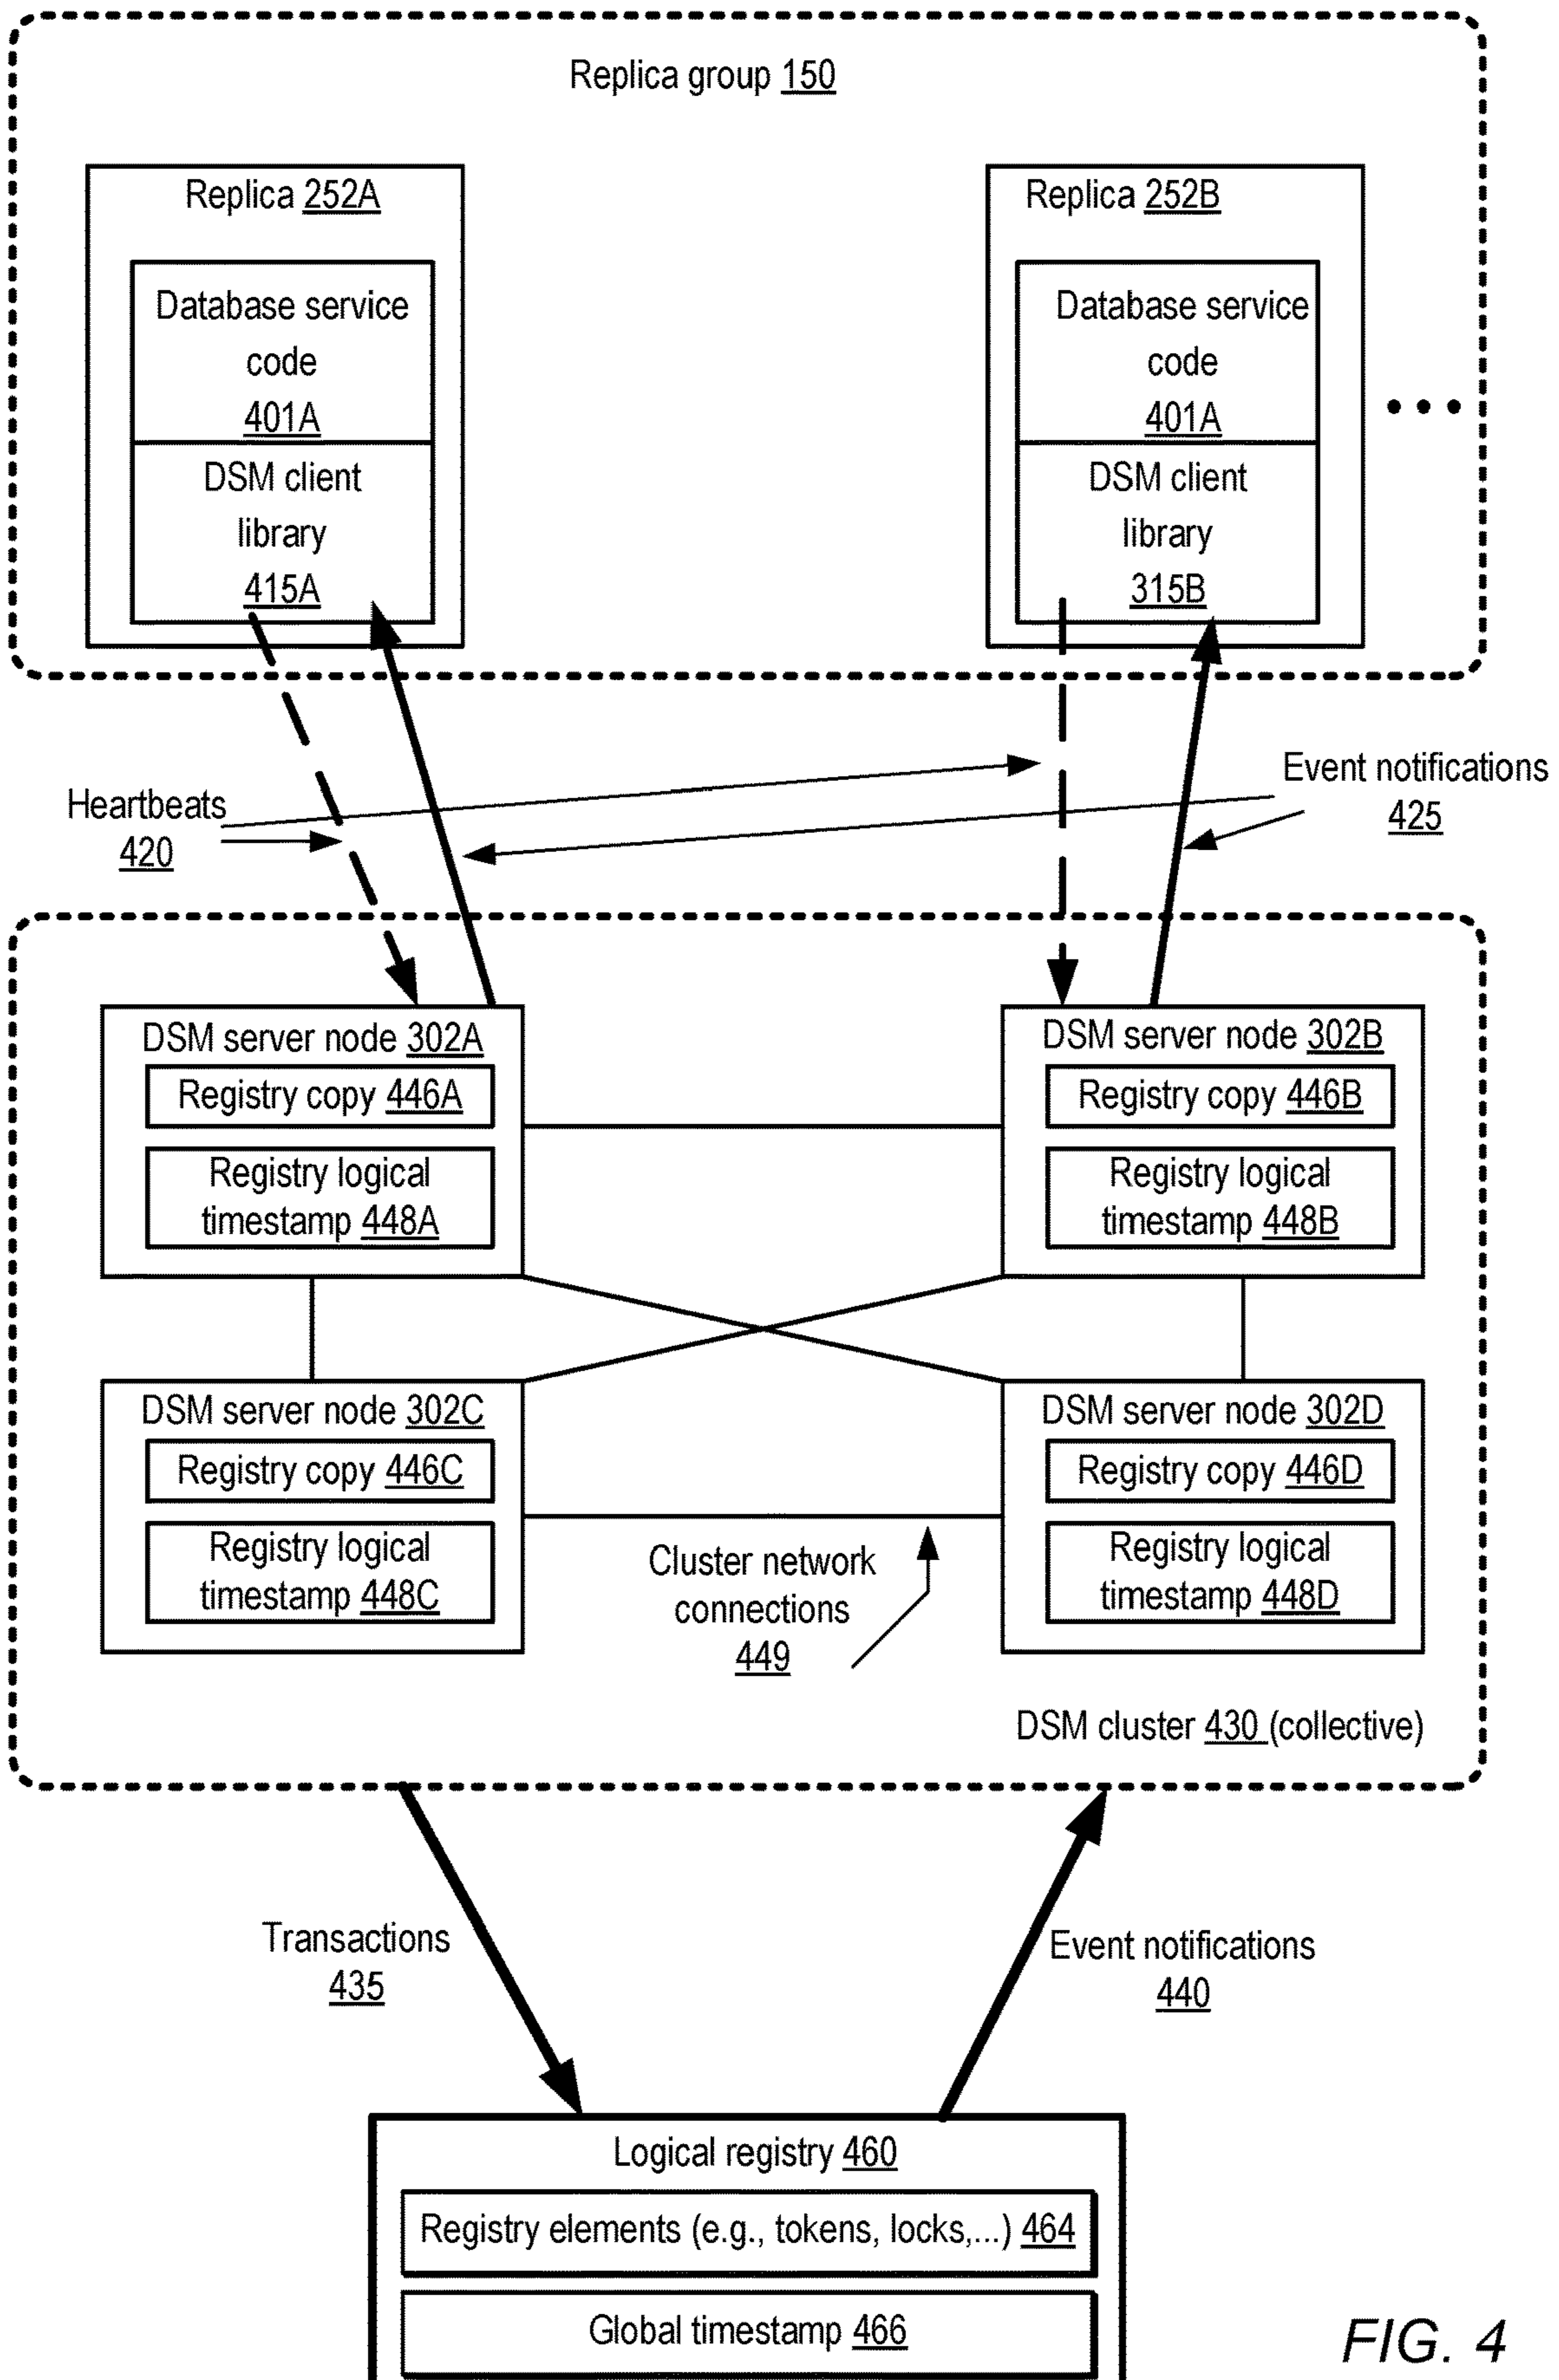 Replica group 150
Replica 252A
Database service
code
401A
DSM client
library
415A
Replica 252B
Database service
code
401A
DSM client
library
315B
Heartbeats
420
Event notifications
425
DSM server node 302A
Registry copy 446A
Registry logical
timestamp 448A
DSM server node 302B
Registry copy 446B
Registry logical
timestamp 448B
DSM server node 302C
Registry copy 446C
Registry logical
timestamp 448C
DSM server node 302D
Registry copy 446D
Registry logical
timestamp 448D
Cluster network
connections
449
DSM cluster 430 (collective)
Transactions
435
Event notifications
440
Logical registry 460
Registry elements (e.g., tokens, locks,...) 464
Global timestamp 466
FIG. 4